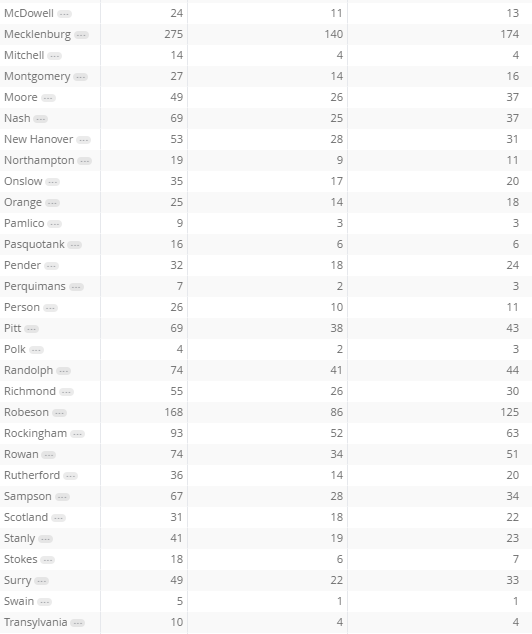 McDowell 24 11 13
Mecklenburg 275 140 174
Mitchell 14 4 4
Montgomery 27 14 16
Moore 49 26 37
Nash 69 25 37
New Hanover 53 28 31
Northampton 19 9 11
Onslow 35 17 20
Orange 25 14 18
Pamlico 9 3 3
Pasquotank 16 6 6
Pender 32 18 24
Perquimans 7 2 3
Person 26 10 11
Pitt 69 38 43
Polk 4 2 3
Randolph 74 41 44
Richmond 55 26 30
Robeson 168 86 125
Rockingham 93 52 63
Rowan 74 34 51
Rutherford 36 14 20
Sampson 67 28 34
Scotland 31 18 22
Stanly 41 19 23
Stokes 18 6 7
Surry 49 22 33
Swain 5 1 1
Transylvania 10 4 4